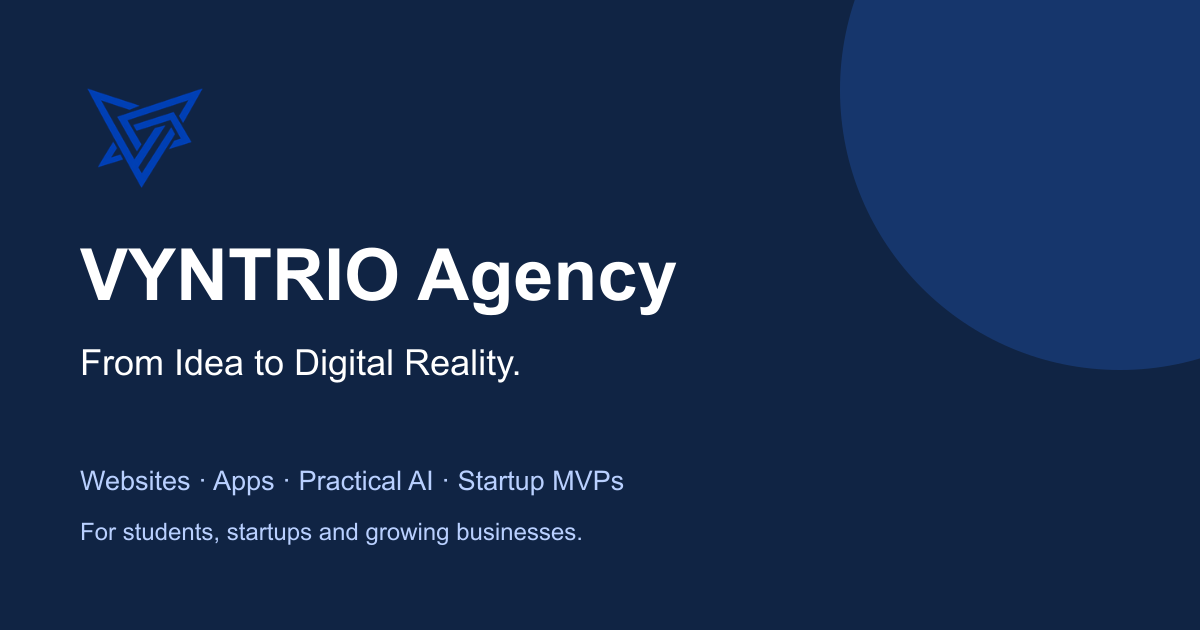 VYNTRIO Agency
From Idea to Digital Reality.
Websites · Apps · Practical AI · Startup MVPs
For students, startups and growing businesses.